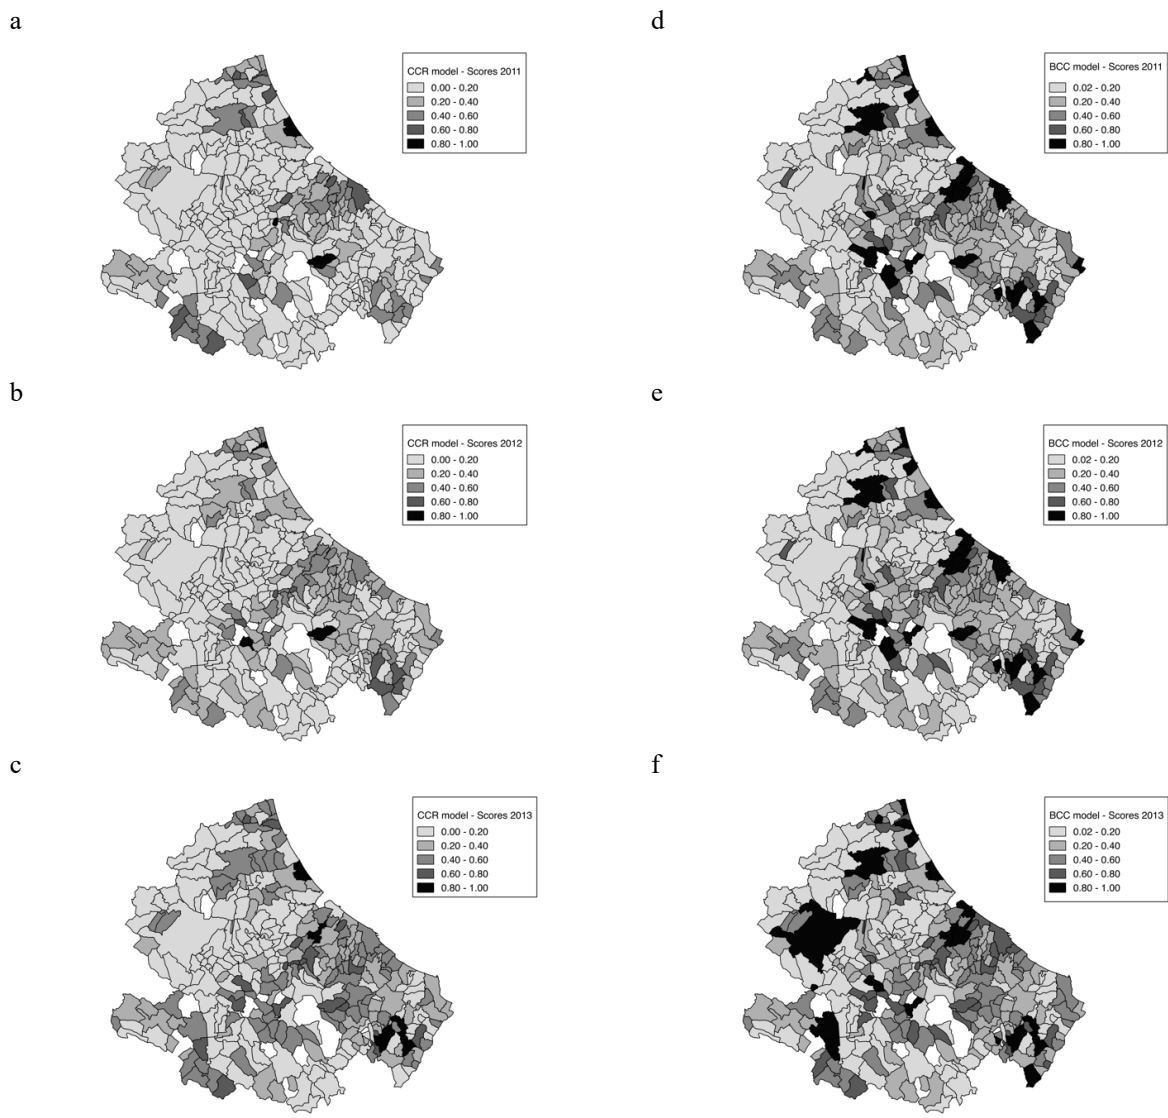 a
CCR model - Scores 2011
0.00 - 0.20
0.20 - 0.40
0.40 - 0.60
0.60 - 0.80
0.80 - 1.00
d
BCC model - Scores 2011
0.02 - 0.20
0.20 - 0.40
0.40 - 0.60
0.60 - 0.80
0.80 - 1.00
b
CCR model - Scores 2012
0.00 - 0.20
0.20 - 0.40
0.40 - 0.60
0.60 - 0.80
0.80 - 1.00
e
BCC model - Scores 2012
0.02 - 0.20
0.20 - 0.40
0.40 - 0.60
0.60 - 0.80
0.80 - 1.00
c
CCR model - Scores 2013
0.00 - 0.20
0.20 - 0.40
0.40 - 0.60
0.60 - 0.80
0.80 - 1.00
f
BCC model - Scores 2013
0.02 - 0.20
0.20 - 0.40
0.40 - 0.60
0.60 - 0.80
0.80 - 1.00